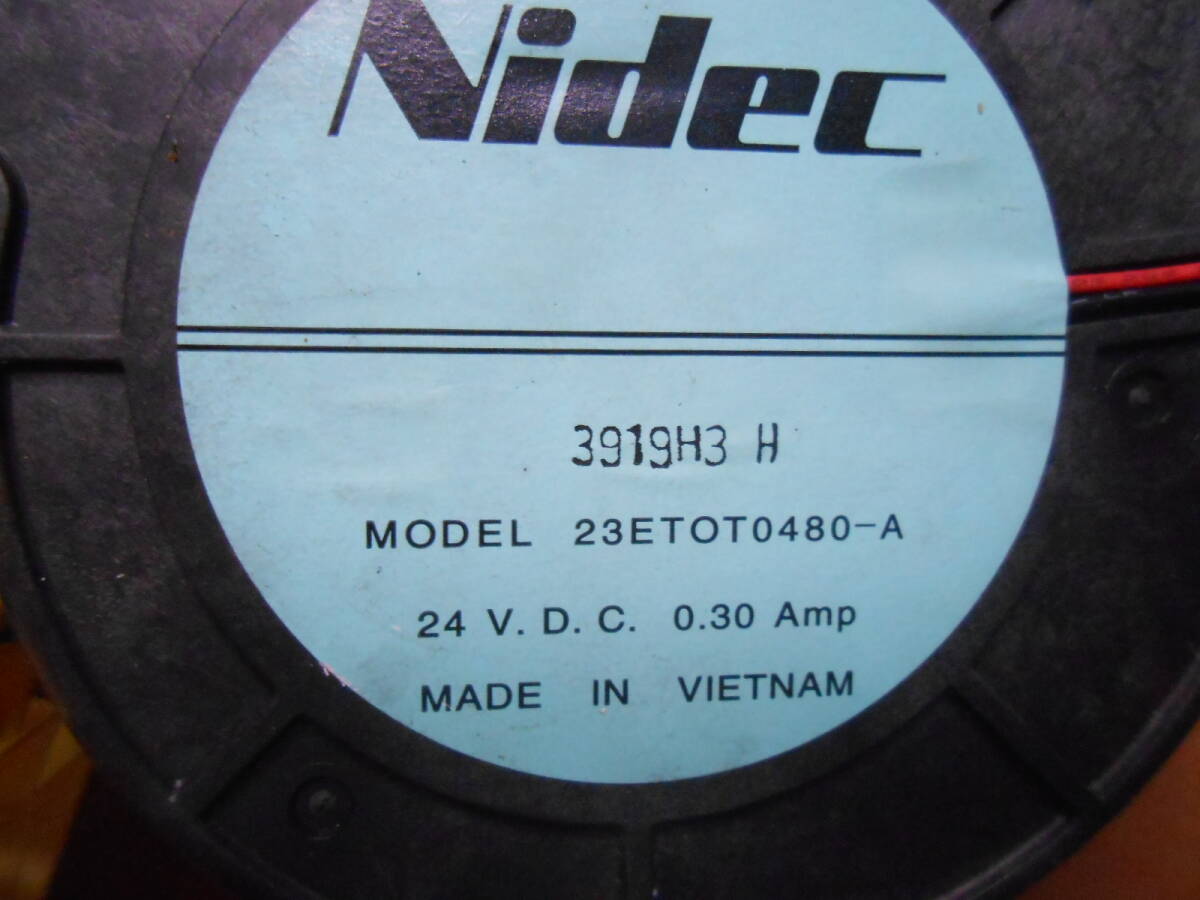 Nidec
3919H3 H
MODEL 23ETOT0480-A
24 V. D. C. 0.30 Amp
MADE IN VIETNAM